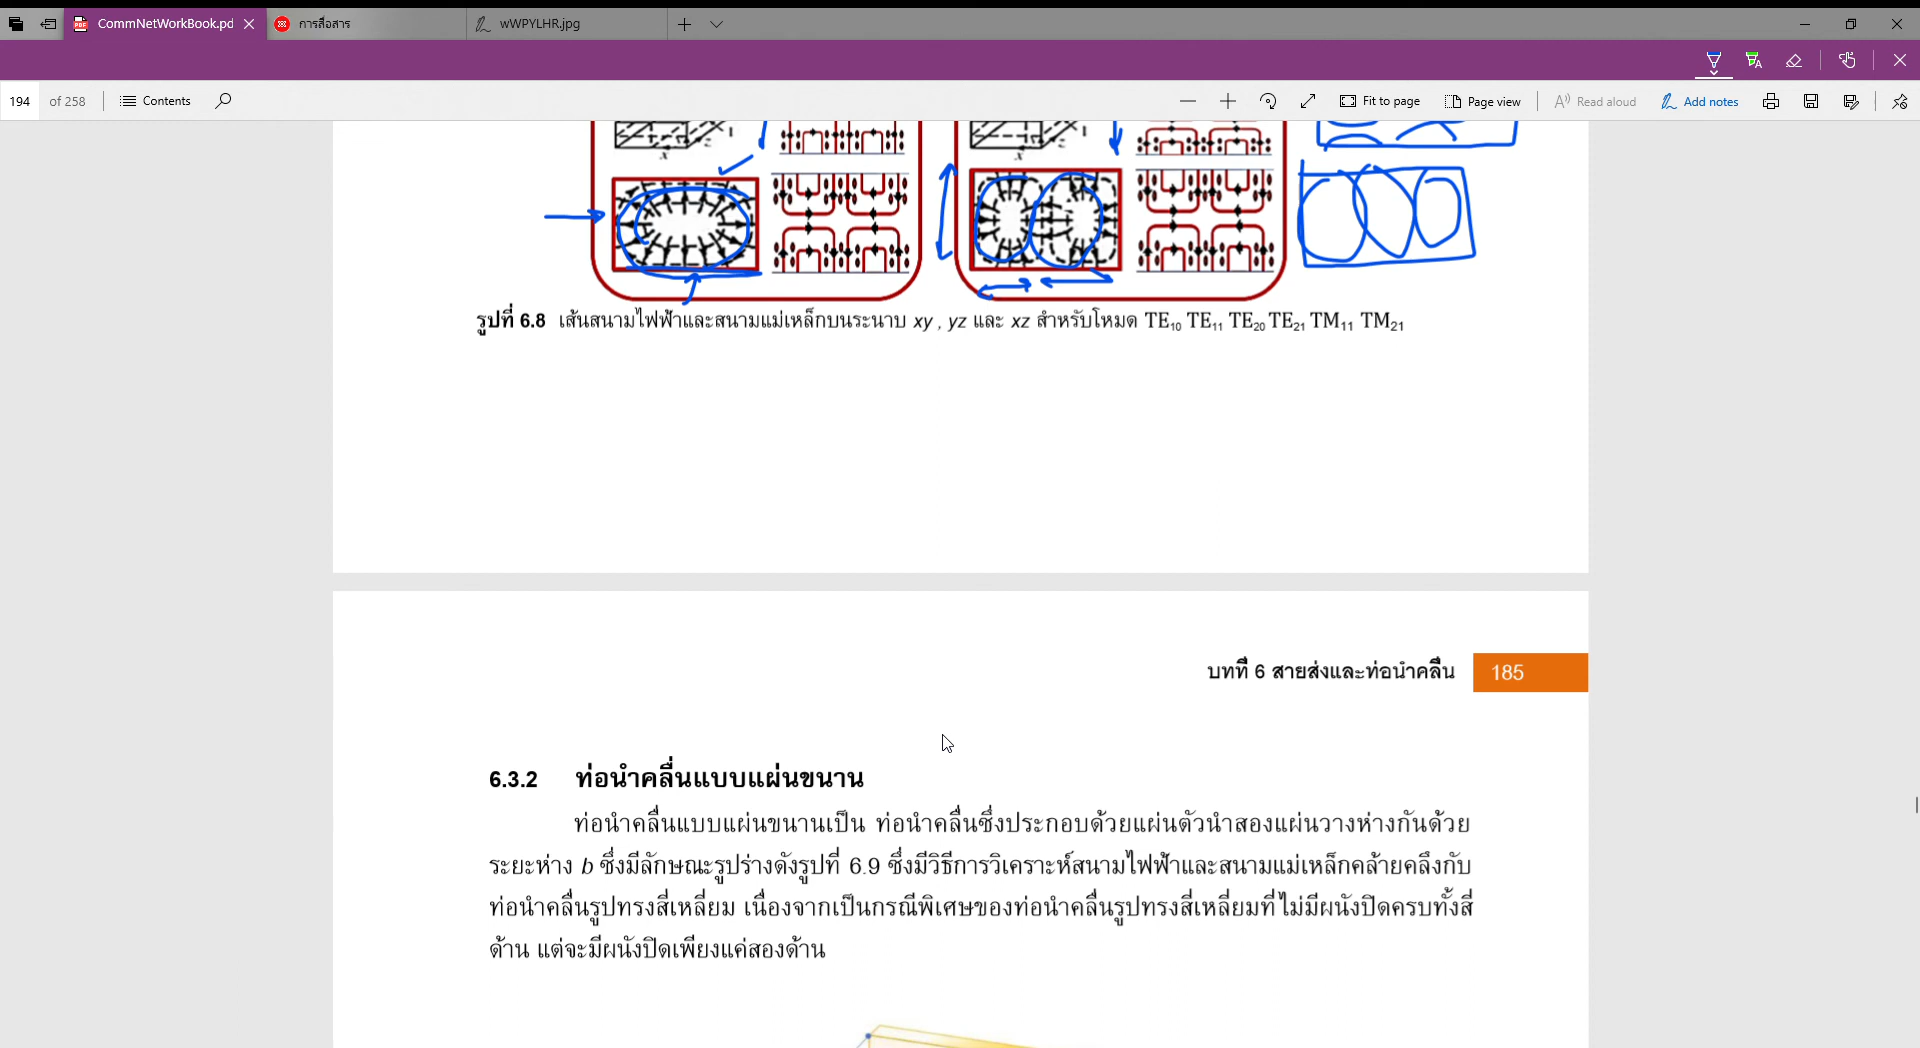 CommNetWorkBook.pd
การสื่อสาร
wWPYLHR.jpg
194 of 258 Contents Fit to page Page view Read aloud Add notes
x z 1 x z 1
รูปที่ 6.8 เส้นสนามไฟฟ้าและสนามแม่เหล็กบนระนาบ xy , yz และ xz สำหรับโหมด TE10 TE11 TE20 TE21 TM11 TM21
บทที่ 6 สายส่งและท่อนำคลื่น 185
6.3.2 ท่อนำคลื่นแบบแผ่นขนาน
ท่อนำคลื่นแบบแผ่นขนานเป็น ท่อนำคลื่นซึ่งประกอบด้วยแผ่นตัวนำสองแผ่นวางห่างกันด้วย
ระยะห่าง b ซึ่งมีลักษณะรูปร่างดังรูปที่ 6.9 ซึ่งมีวิธีการวิเคราะห์สนามไฟฟ้าและสนามแม่เหล็กคล้ายคลึงกับ
ท่อนำคลื่นรูปทรงสี่เหลี่ยม เนื่องจากเป็นกรณีพิเศษของท่อนำคลื่นรูปทรงสี่เหลี่ยมที่ไม่มีผนังปิดครบทั้งสี่
ด้าน แต่จะมีผนังปิดเพียงแค่สองด้าน